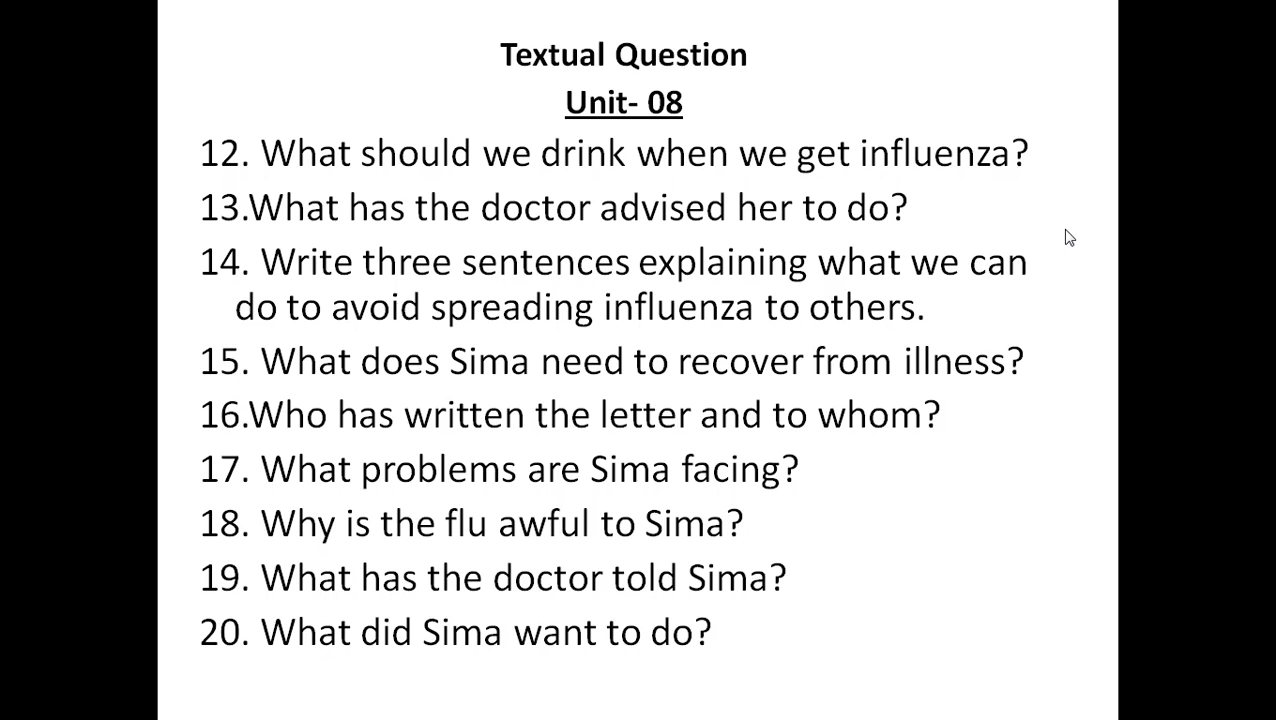 Textual Question
Unit- 08
12. What should we drink when we get influenza?
13.What has the doctor advised her to do?
14. Write three sentences explaining what we can
do to avoid spreading influenza to others.
15. What does Sima need to recover from illness?
16.Who has written the letter and to whom?
17. What problems are Sima facing?
18. Why is the flu awful to Sima?
19. What has the doctor told Sima?
20. What did Sima want to do?